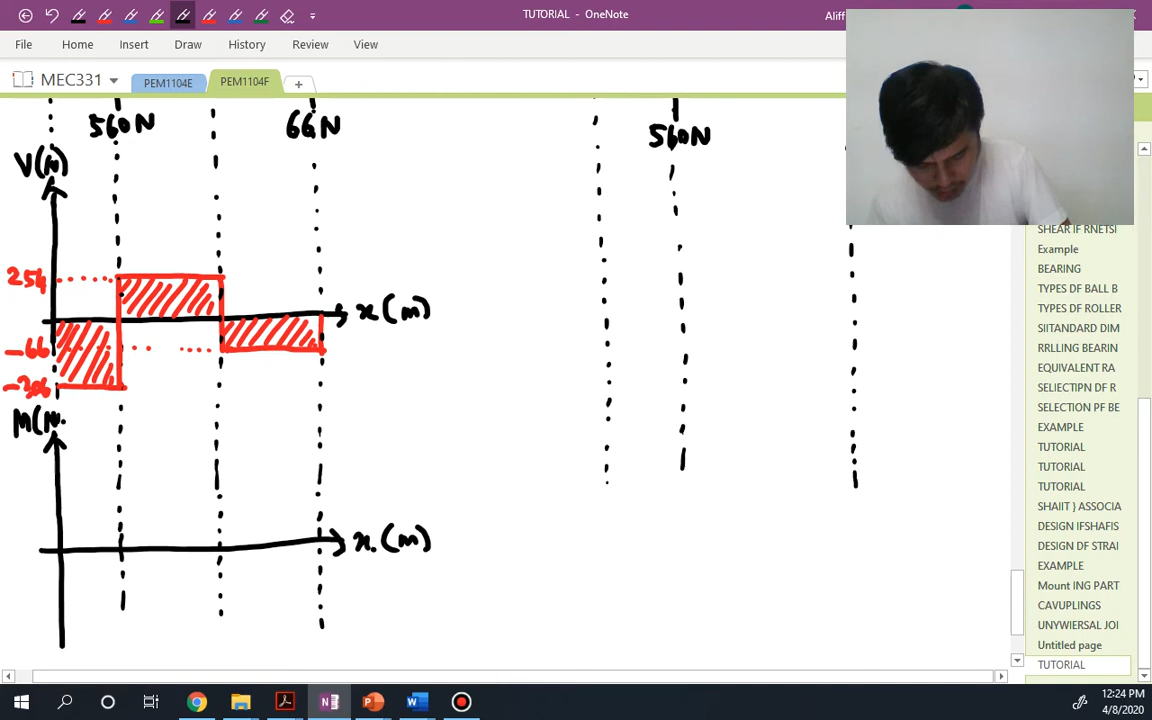 TUTORIAL - OneNote
Aliff
File Home Insert Draw History Review View
MEC331
PEM1104E
PEM1104F
560N
66N
560N
V(N)
254
x(m)
-66
-306
M(N.
x.(m)
SHEAR IF RNETSI
Example
BEARING
TYPES DF BALL B
TYPES DF ROLLER
SIITANDARD DIM
RRLLING BEARIN
EQUIVALENT RA
SELIECTIPN DF R
SELECTION PF BE
EXAMPLE
TUTORIAL
TUTORIAL
TUTORIAL
SHAIIT } ASSOCIA
DESIGN IFSHAFIS
DESIGN DF STRAI
EXAMPLE
Mount ING PART
CAVUPLINGS
UNYWIERSAL JOI
Untitled page
TUTORIAL
12:24 PM
4/8/2020